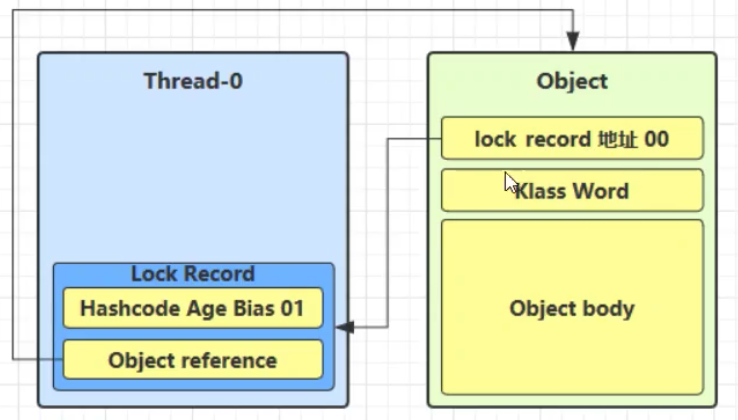 Thread-0
Lock Record
Hashcode Age Bias 01
Object reference
Object
lock record 地址 00
Klass Word
Object body